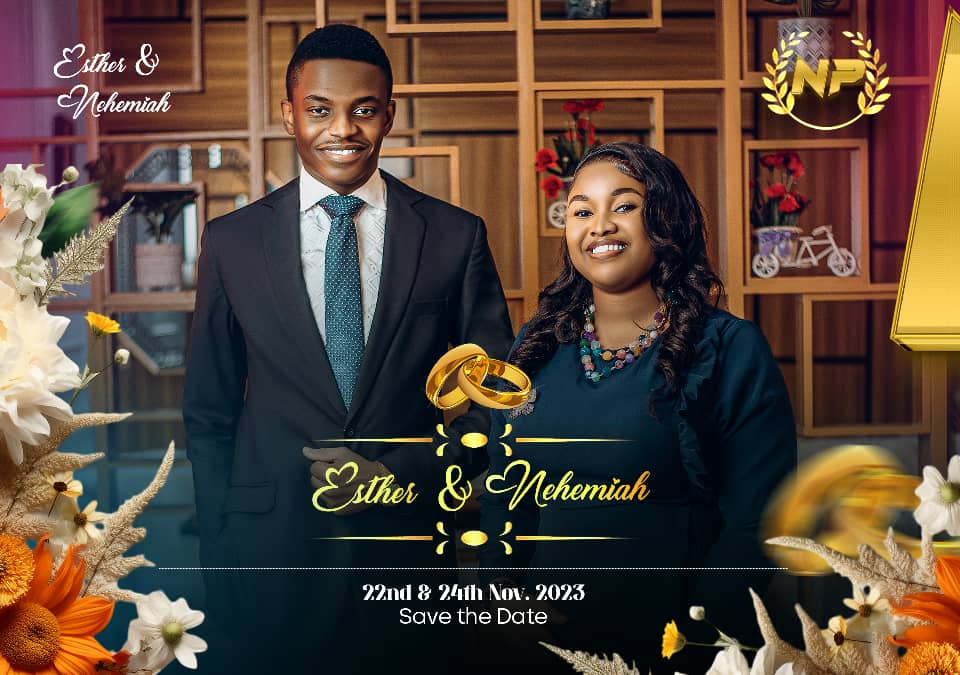 Esther &
Nehemiah
NP
Esther & Nehemiah
22nd & 24th Nov. 2023
Save the Date